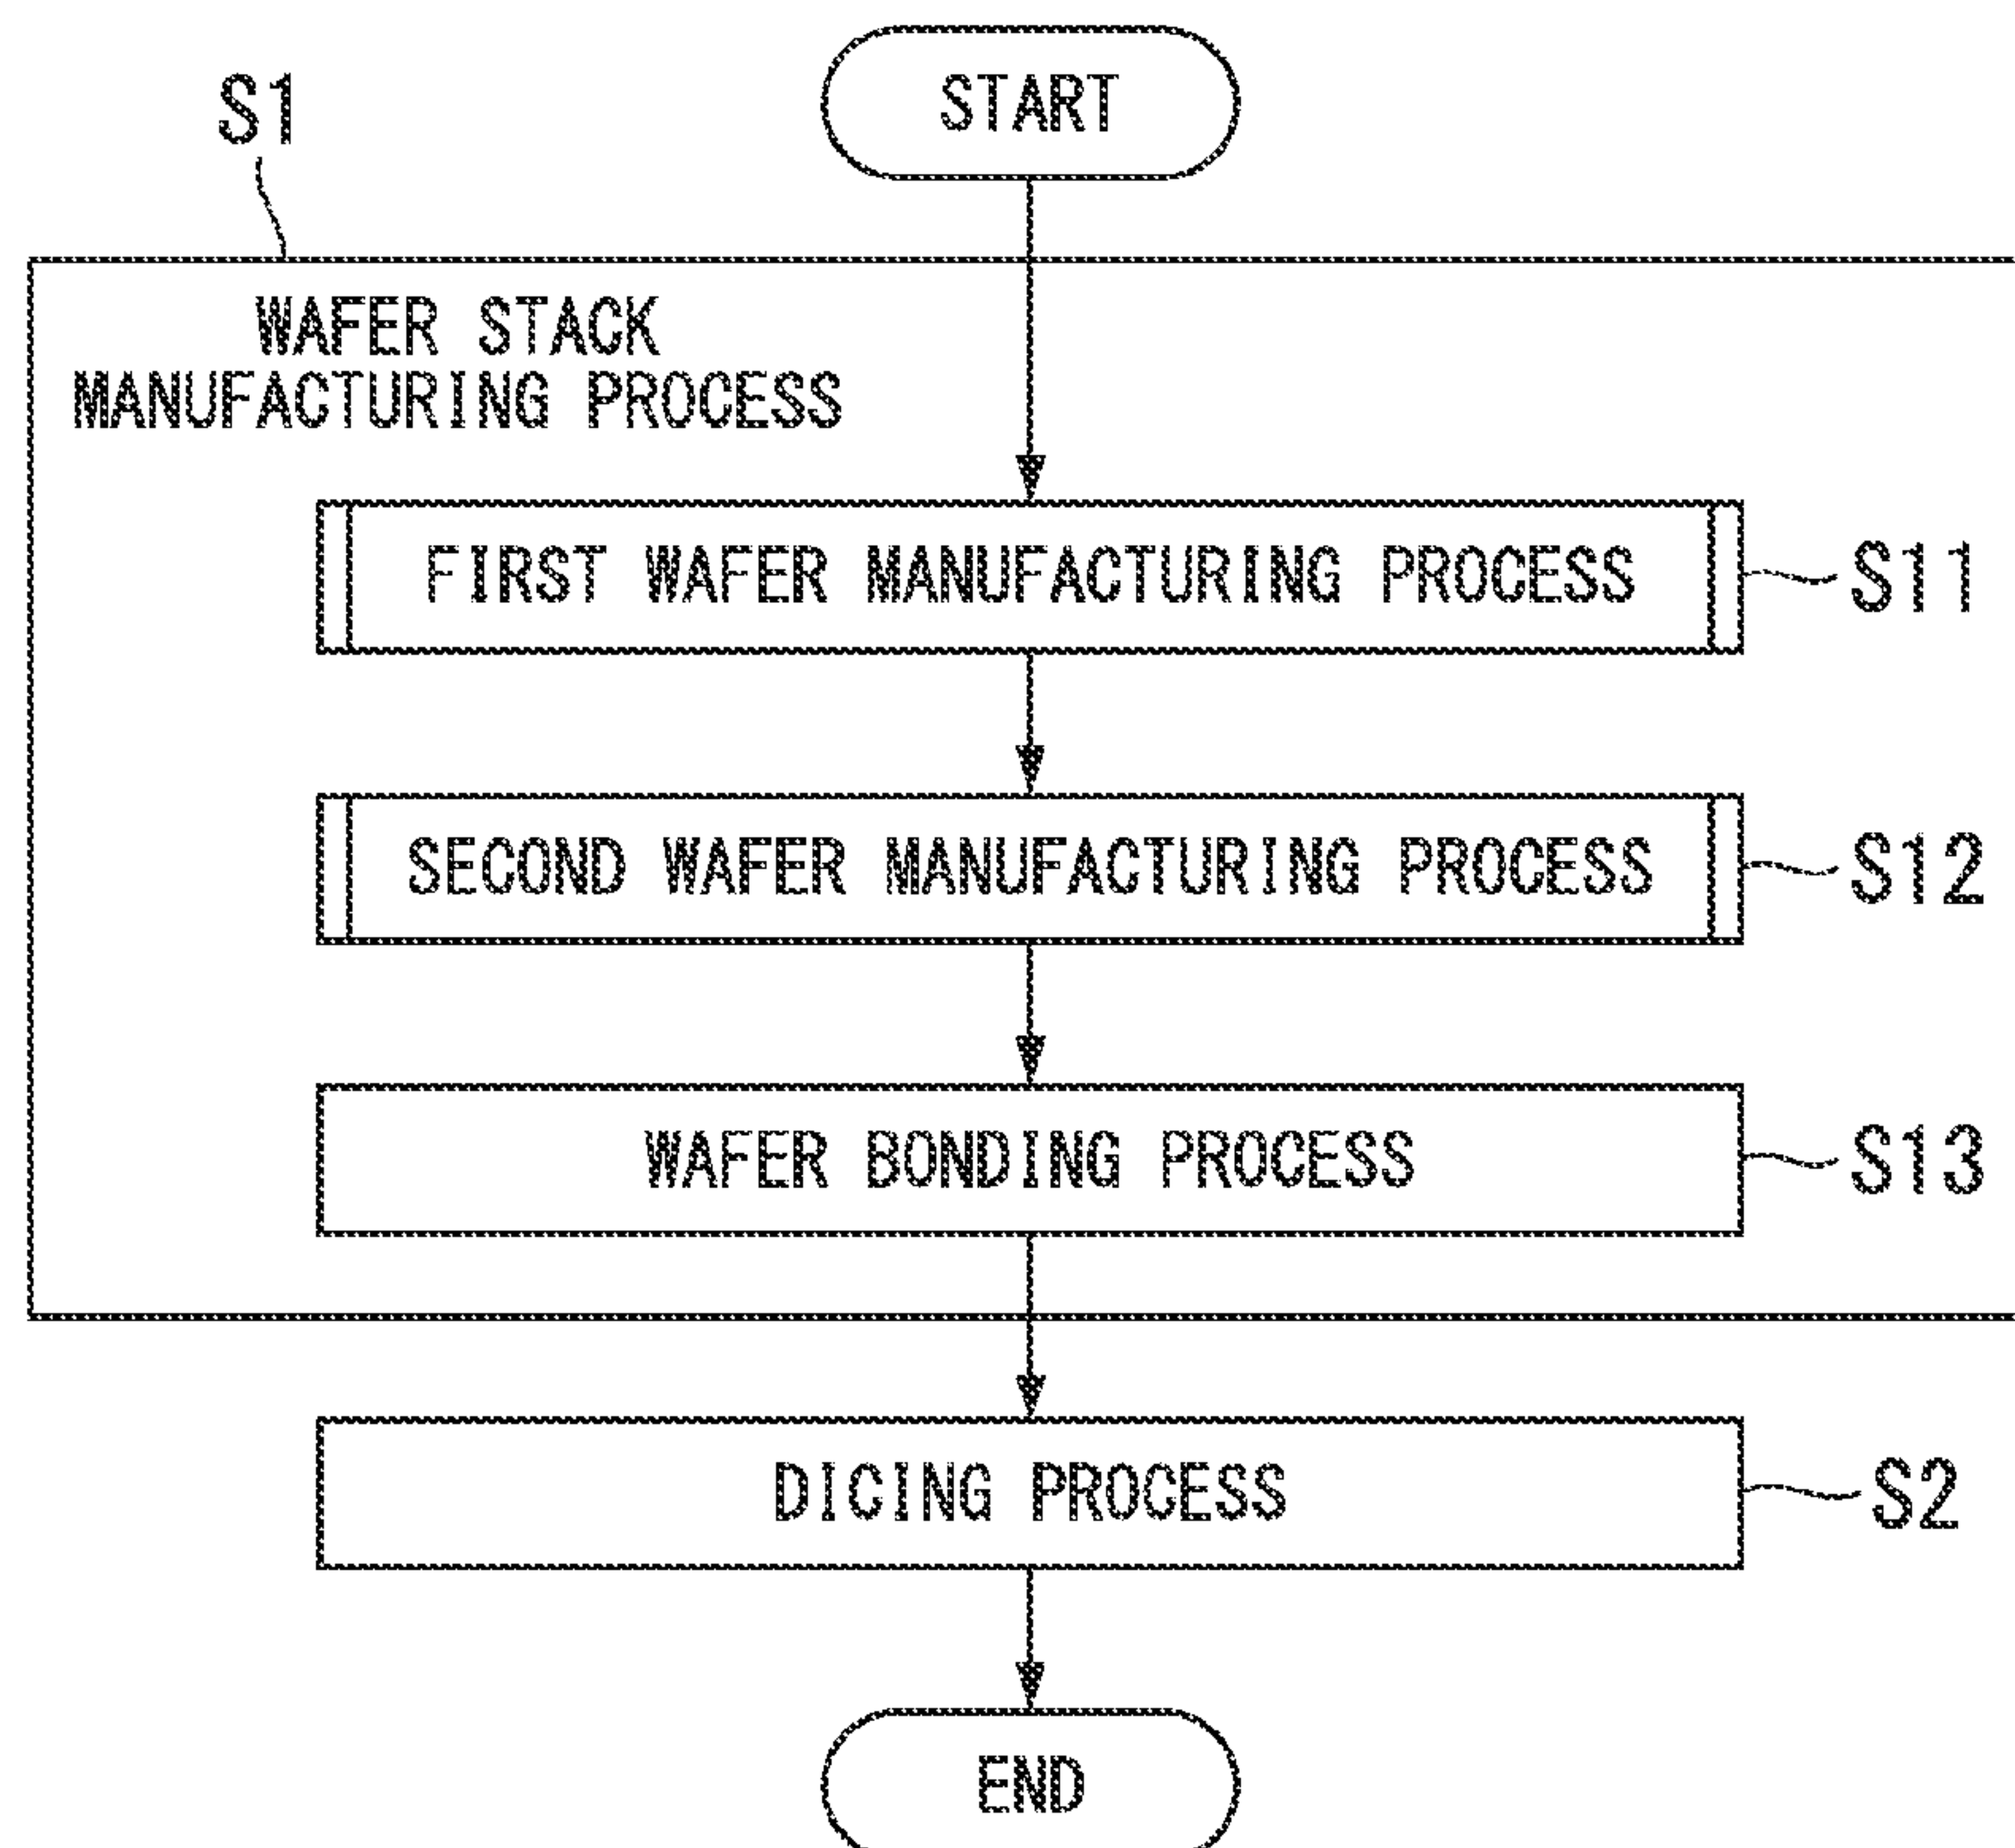 START
S1
WAFER STACK
MANUFACTURING PROCESS
FIRST WAFER MANUFACTURING PROCESS
S11
SECOND WAFER MANUFACTURING PROCESS
S12
WAFER BONDING PROCESS
S13
DICING PROCESS
S2
END